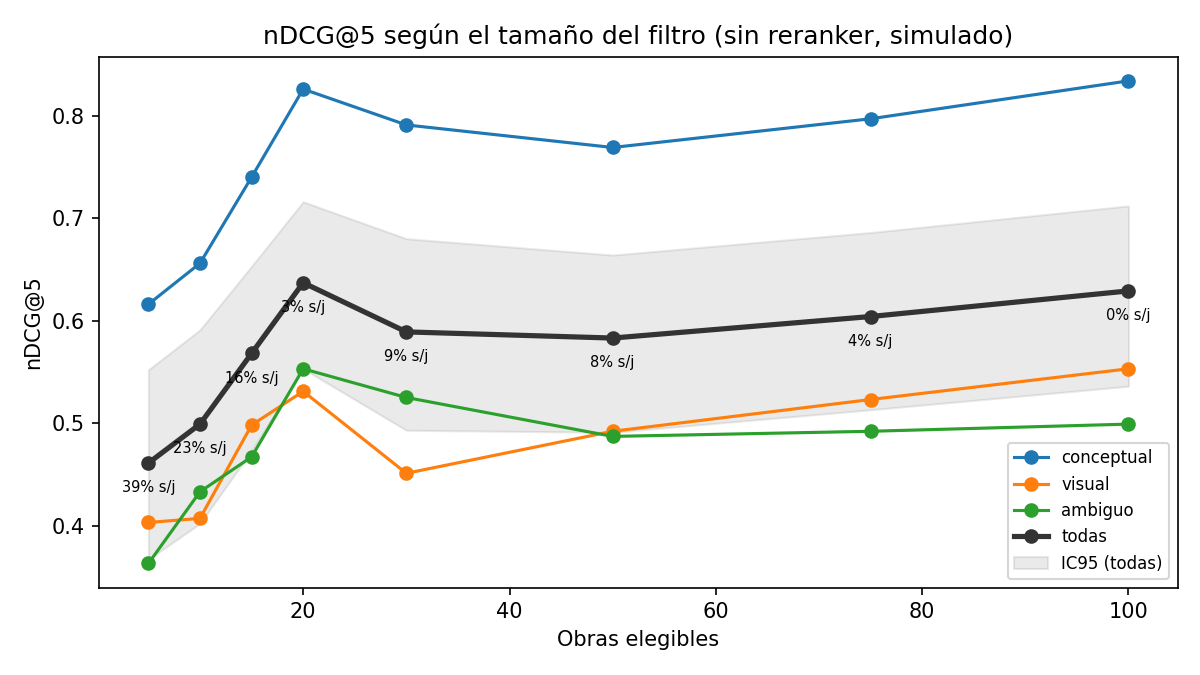 nDCG@5 según el tamaño del filtro (sin reranker, simulado)
nDCG@5
0.8
0.7
0.6
0.5
0.4
39% s/j
23% s/j
16% s/j
3% s/j
9% s/j
8% s/j
4% s/j
0% s/j
conceptual
visual
ambiguo
todas
IC95 (todas)
20
40
60
80
100
Obras elegibles